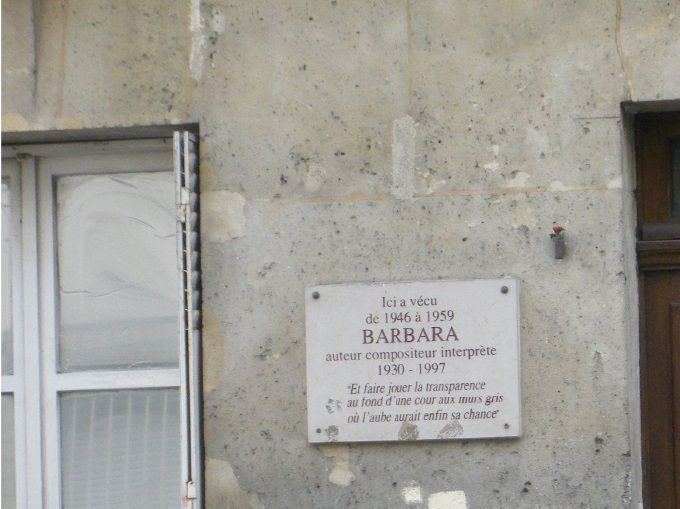 Ici a vécu
de 1946 à 1959
BARBARA
auteur compositeur interprète
1930 - 1997
"Et faire jouer la transparence
au fond d'une cour aux murs gris
où l'aube aurait enfin sa chance"